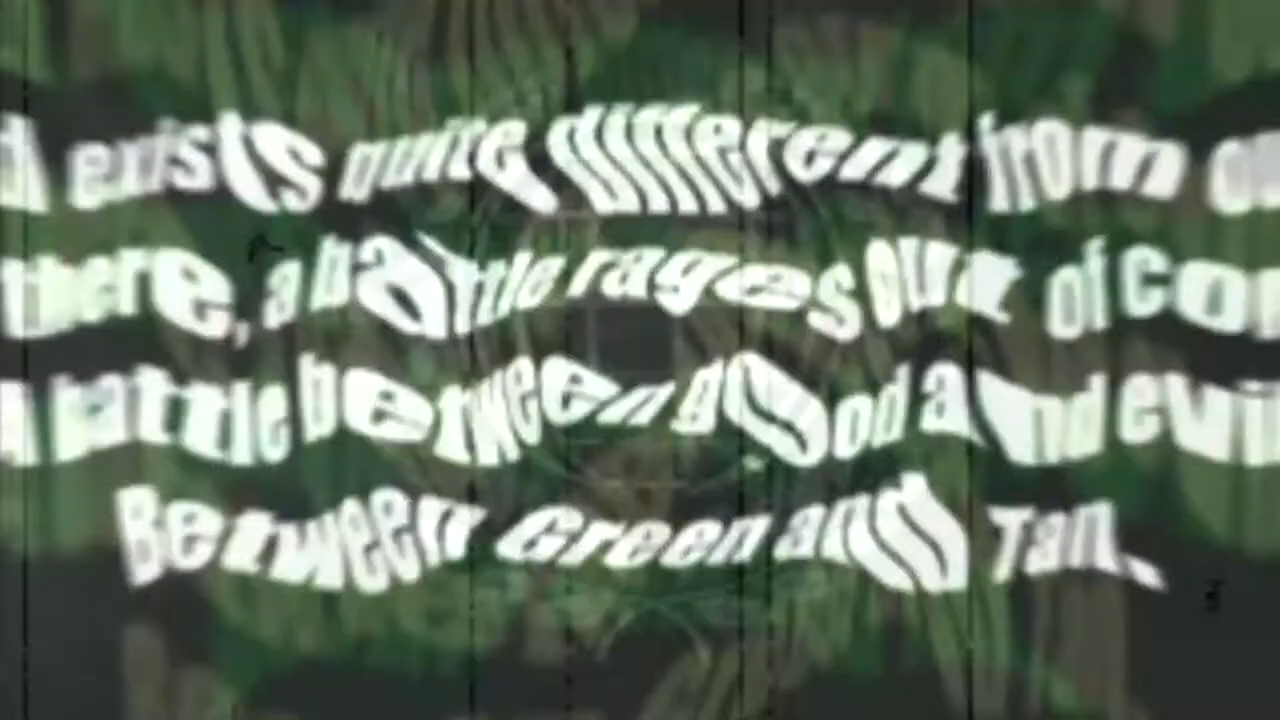 exists quite different from
there, a battle rages out of
battle between good and evil
Between Green and Tan.